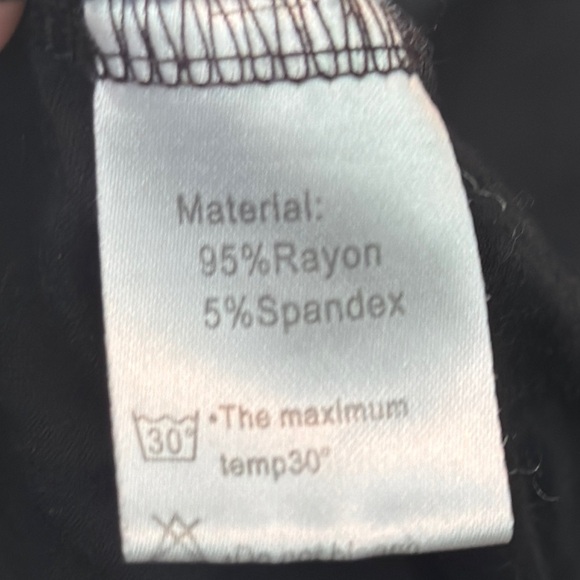 Material:
95%Rayon
5%Spandex
30° •The maximum
temp30°